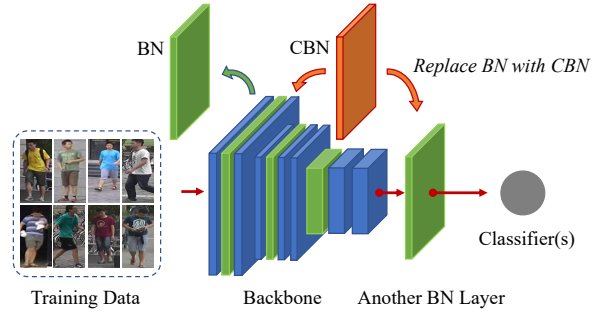 BN
CBN
Replace BN with CBN
Classifier(s)
Training Data
Backbone
Another BN Layer